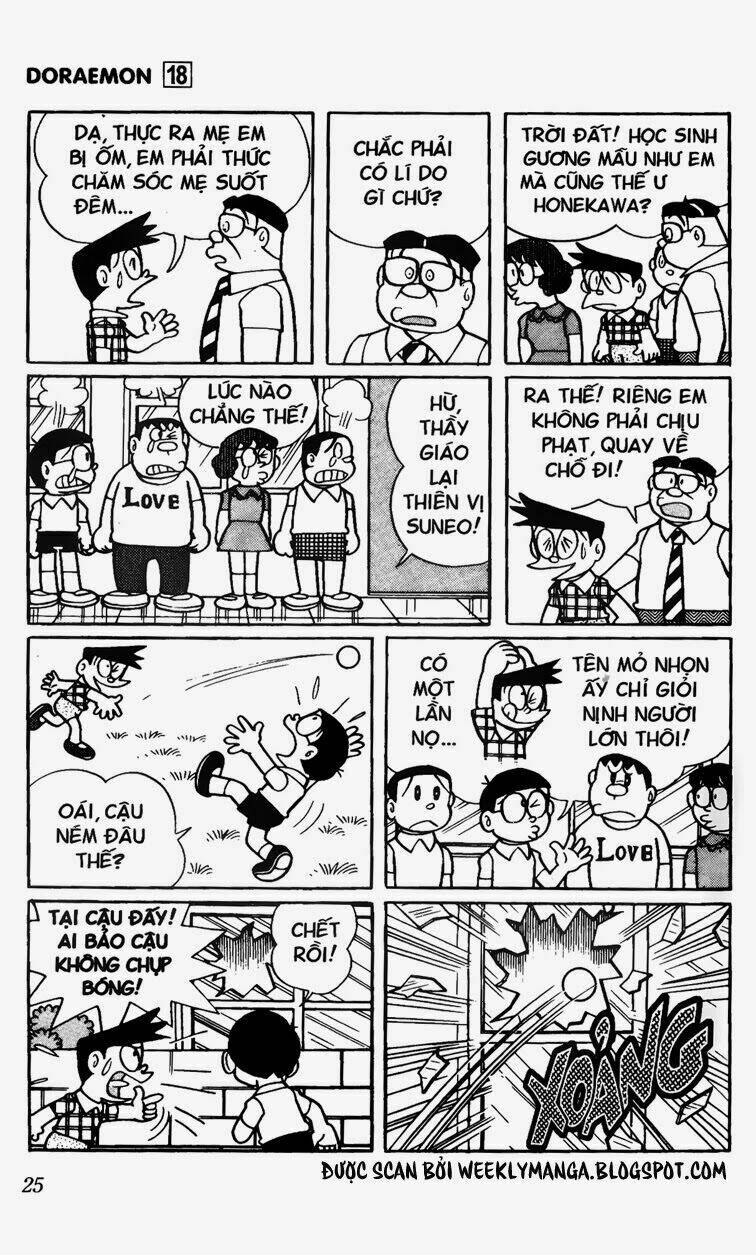 DORAEMON 18
TRỜI ĐẤT! HỌC SINH
GƯƠNG MẪU NHƯ EM
MÀ CŨNG THẾ Ư
HONEKAWA?
CHẮC PHẢI
CÓ LÍ DO
GÌ CHỨ?
DẠ, THỰC RA MẸ EM
BỊ ỐM, EM PHẢI THỨC
CHĂM SÓC MẸ SUỐT
ĐÊM...
RA THẾ! RIÊNG EM
KHÔNG PHẢI CHỊU
PHẠT, QUAY VỀ
CHỖ ĐI!
HỪ,
THẦY
GIÁO
LẠI
THIÊN VỊ
SUNEO!
LÚC NÀO
CHẲNG THẾ!
LOVE
TÊN MỎ NHỌN
ẤY CHỈ GIỎI
NỊNH NGƯỜI
LỚN THÔI!
CÓ
MỘT
LẦN
NỌ...
LOVE
OÁI, CẬU
NÉM ĐÂU
THẾ?
XOẢNG
CHẾT
RỒI!
TẠI CẬU ĐẤY!
AI BẢO CẬU
KHÔNG CHỤP
BÓNG!
ĐƯỢC SCAN BỞI WEEKLYMANGA.BLOGSPOT.COM
25